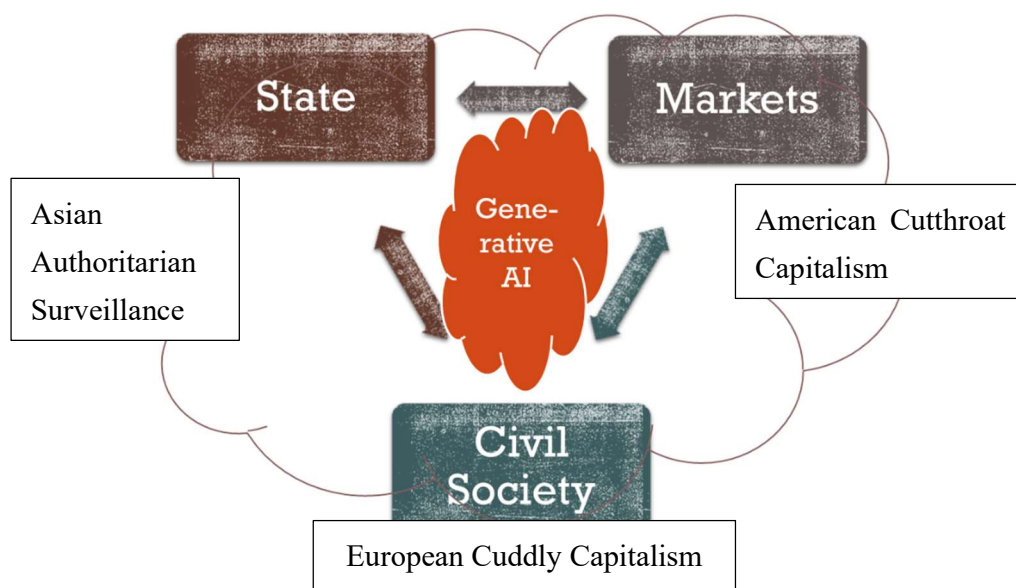 State
Markets
Gene-
rative
AI
Asian
Authoritarian
Surveillance
American Cutthroat
Capitalism
Civil
Society
European Cuddly Capitalism